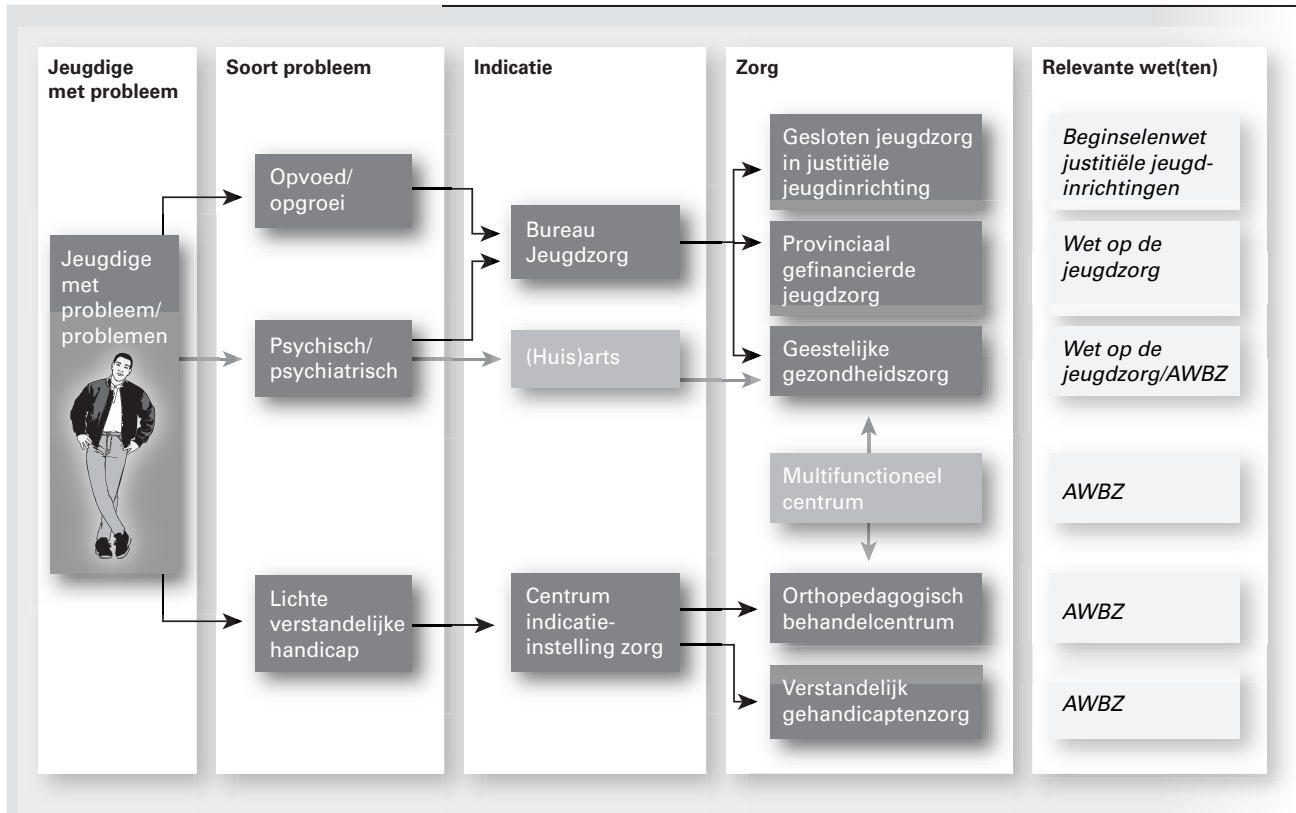 Jeugdige
met probleem
Soort probleem
Indicatie
Zorg
Relevante wet(ten)
Jeugdige
met
probleem/
problemen
Opvoed/
opgroei
Psychisch/
psychiatrisch
Lichte
verstandelijke
handicap
Bureau
Jeugdzorg
(Huis)arts
Centrum
indicatie-
instelling zorg
Gesloten jeugdzorg
in justitiële
jeugdinrichting
Provinciaal
gefinancierde
jeugdzorg
Geestelijke
gezondheidszorg
Multifunctioneel
centrum
Orthopedagogisch
behandelcentrum
Verstandelijk
gehandicaptenzorg
Beginselenwet
justitiële jeugd-
inrichtingen
Wet op de
jeugdzorg
Wet op de
jeugdzorg/AWBZ
AWBZ
AWBZ
AWBZ